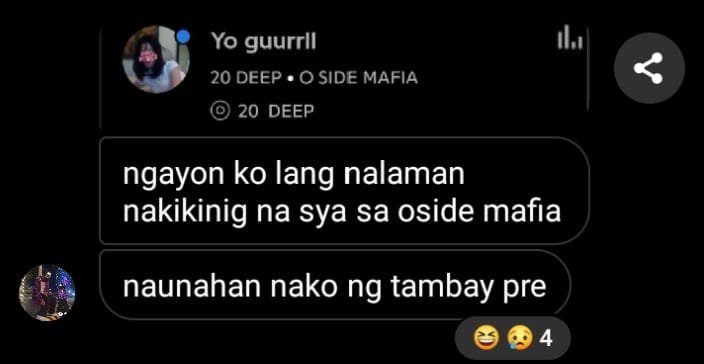 Yo guurrll
20 DEEP • O SIDE MAFIA
20 DEEP
ngayon ko lang nalaman
nakikinig na sya sa oside mafia
naunahan nako ng tambay pre
4